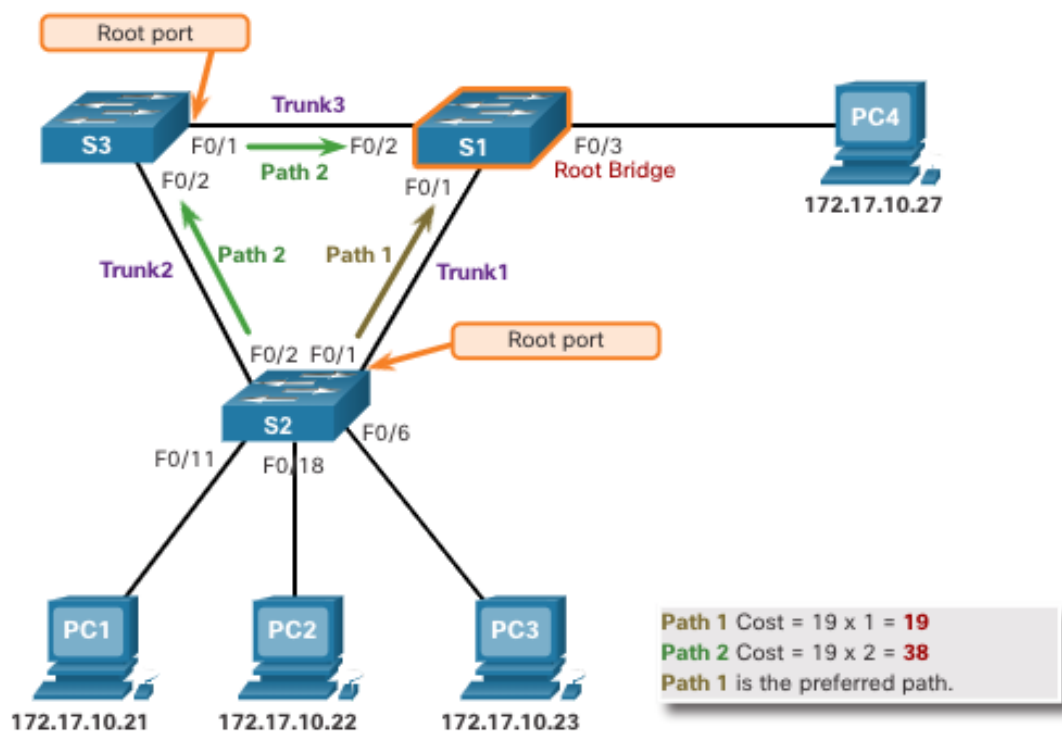 Root port
Trunk3
S3
F0/1
F0/2
S1
F0/3
PC4
Path 2
Root Bridge
F0/2
F0/1
172.17.10.27
Path 2
Path 1
Trunk2
Trunk1
Root port
F0/2
F0/1
S2
F0/6
F0/11
F0/18
PC1
PC2
PC3
172.17.10.21
172.17.10.22
172.17.10.23
Path 1 Cost = 19 x 1 = 19
Path 2 Cost = 19 x 2 = 38
Path 1 is the preferred path.